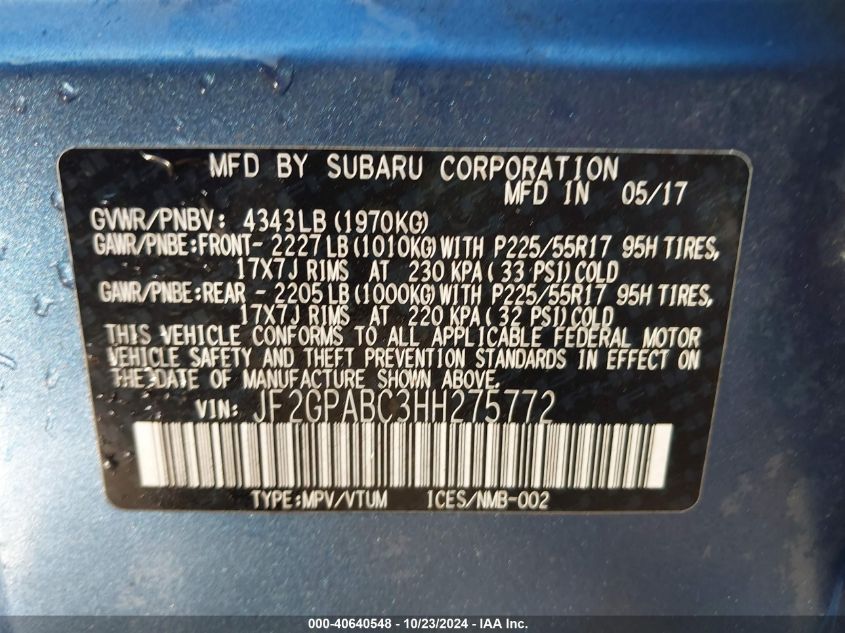 MFD BY SUBARU CORPORATION
MFD IN 05/17
GVWR/PNBV: 4343LB (1970KG)
GAWR/PNBE:FRONT- 2227LB (1010KG) WITH P225/55R17 95H TIRES,
17X7J RIMS AT 230 KPA( 33 PSI) COLD
GAWR/PNBE:REAR - 2205LB (1000KG) WITH P225/55R17 95H TIRES,
17X7J RIMS AT 220 KPA( 32 PSI) COLD
THIS VEHICLE CONFORMS TO ALL APPLICABLE FEDERAL MOTOR
VEHICLE SAFETY AND THEFT PREVENTION STANDARDS IN EFFECT ON
THE DATE OF MANUFACTURE SHOWN ABOVE.
VIN: JF2GPABC3HH275772
TYPE:MPV/VTUM ICES/NMB-002
000-40640548 - 10/23/2024 - IAA Inc.